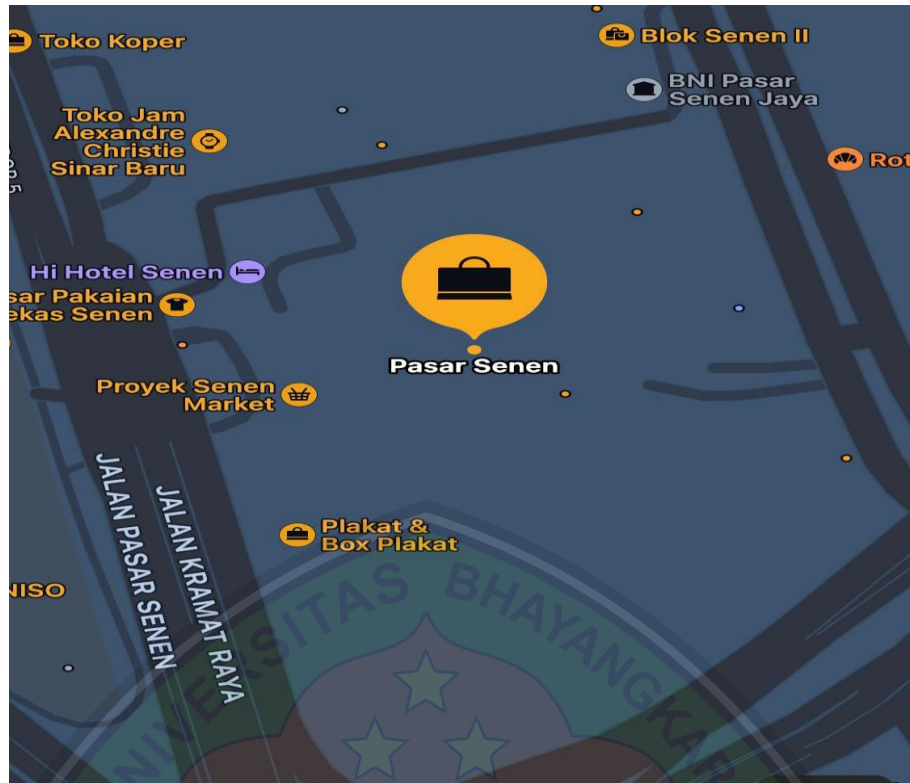 Toko Koper
Blok Senen II
BNI Pasar
Senen Jaya
Toko Jam
Alexandre
Christie
Sinar Baru
Rot
Hi Hotel Senen
sar Pakaian
ekas Senen
Pasar Senen
Proyek Senen
Market
JALAN PASAR SENEN
JALAN KRAMAT RAYA
Plakat &
Box Plakat
NISO
UNIVERSITAS BHAYANGKAR